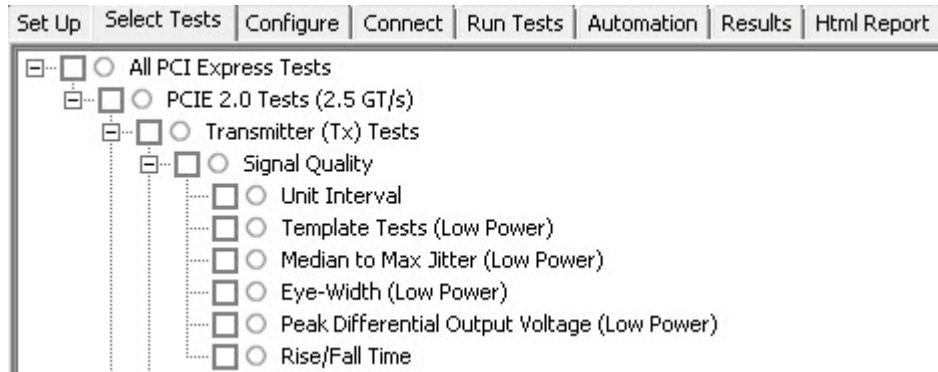 Set Up Select Tests Configure Connect Run Tests Automation Results Html Report
All PCI Express Tests
PCIE 2.0 Tests (2.5 GT/s)
Transmitter (Tx) Tests
Signal Quality
Unit Interval
Template Tests (Low Power)
Median to Max Jitter (Low Power)
Eye-Width (Low Power)
Peak Differential Output Voltage (Low Power)
Rise/Fall Time